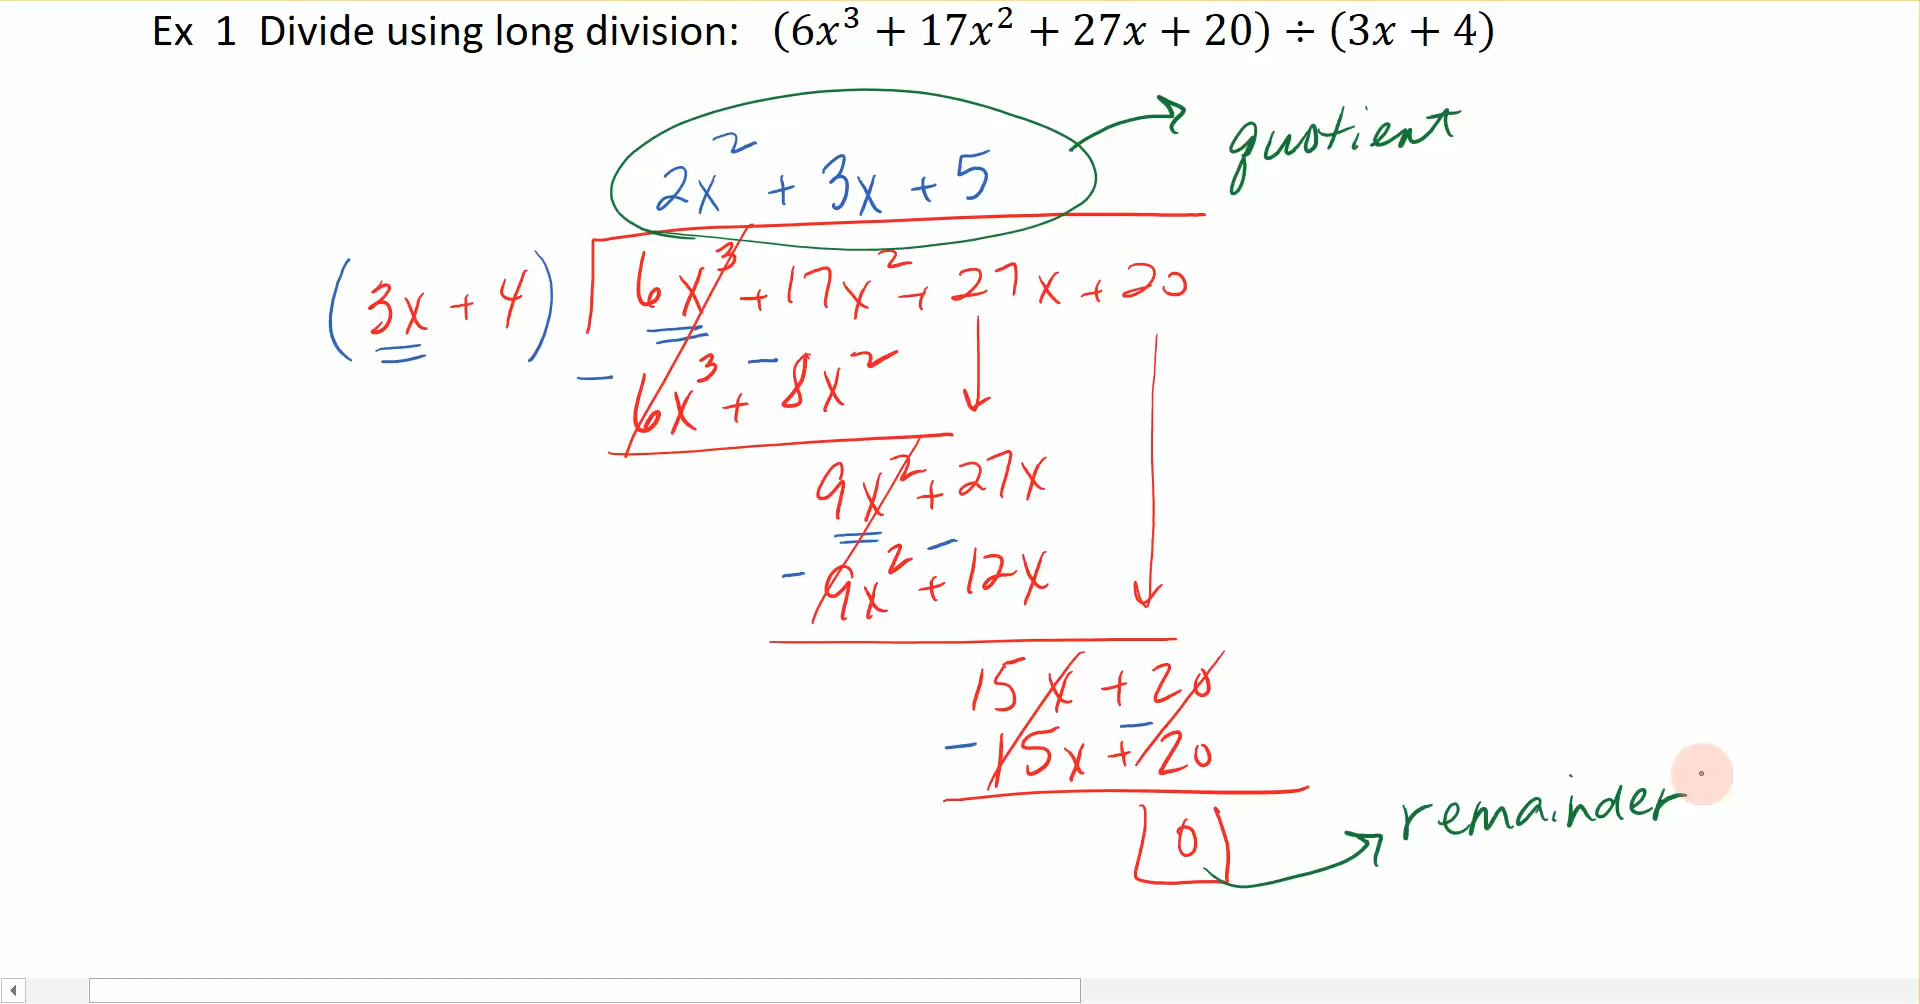 Ex 1 Divide using long division: (6x³ + 17x² + 27x + 20) ÷ (3x + 4)
quotient
2x² + 3x + 5
(3x + 4) 6x³ + 17x² + 27x + 20
− 6x³ + − 8x²
9x² + 27x
− 9x² + − 12x
15x + 20
− 15x + − 20
0
remainder